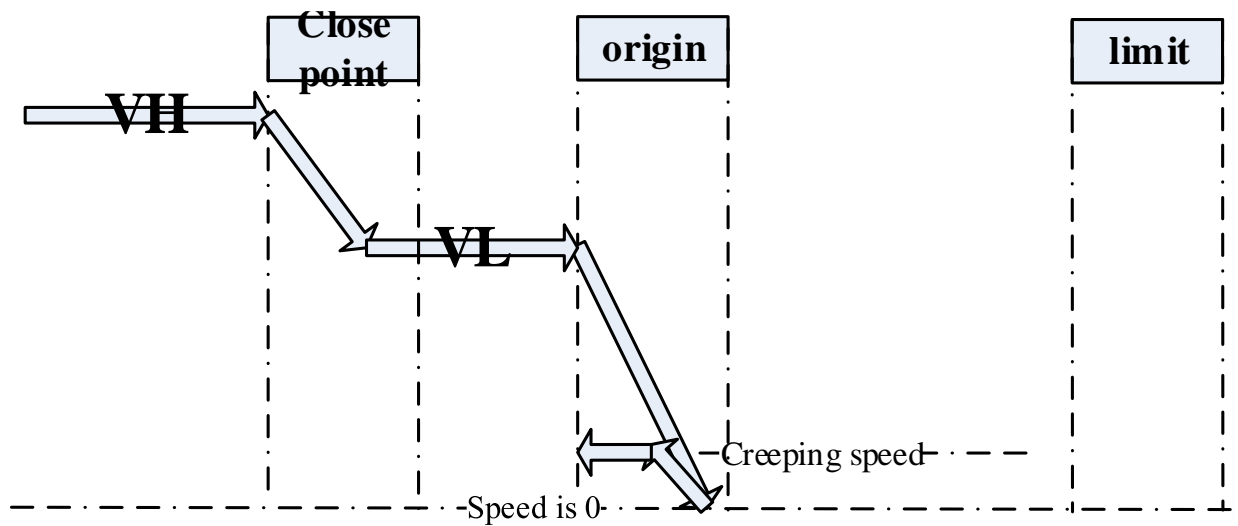 Close
point
origin
limit
VH
VL
Creeping speed
Speed is 0